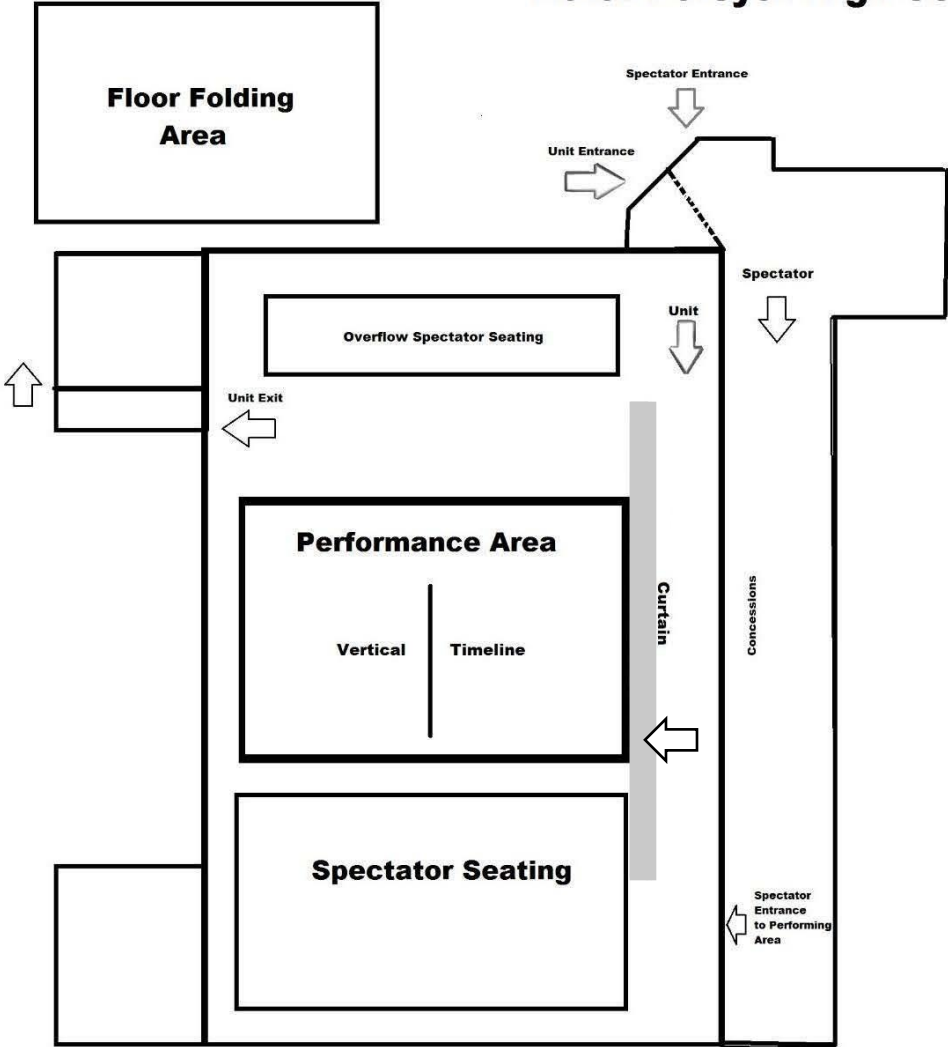 Floor Folding
Area
Spectator Entrance
Unit Entrance
Spectator
Unit
Overflow Spectator Seating
Unit Exit
Performance Area
Curtain
Concessions
Vertical
Timeline
Spectator Seating
Spectator
Entrance
to Performing
Area